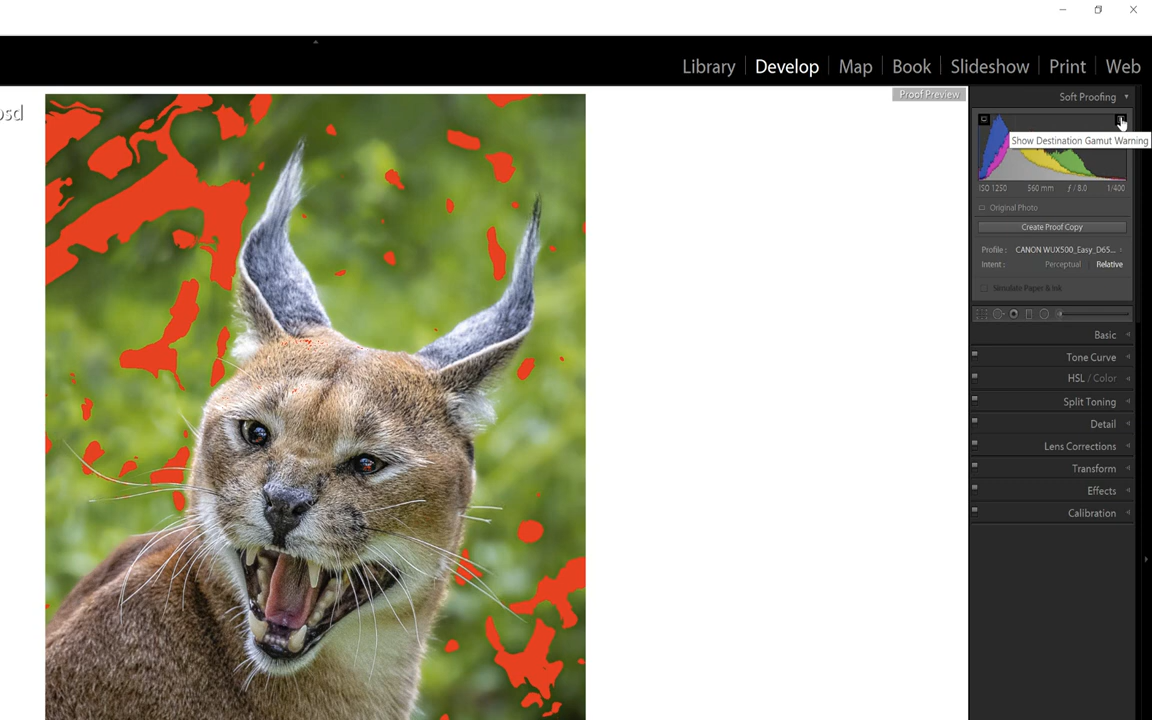 Library Develop Map Book Slideshow Print Web
Proof Preview
Soft Proofing
osd
Show Destination Gamut Warning
ISO 1250 560 mm ƒ / 8.0 1/400
Original Photo
Create Proof Copy
Profile : CANON WUX500_Easy_D65...
Intent : Perceptual Relative
Simulate Paper & Ink
Basic
Tone Curve
HSL / Color
Split Toning
Detail
Lens Corrections
Transform
Effects
Calibration